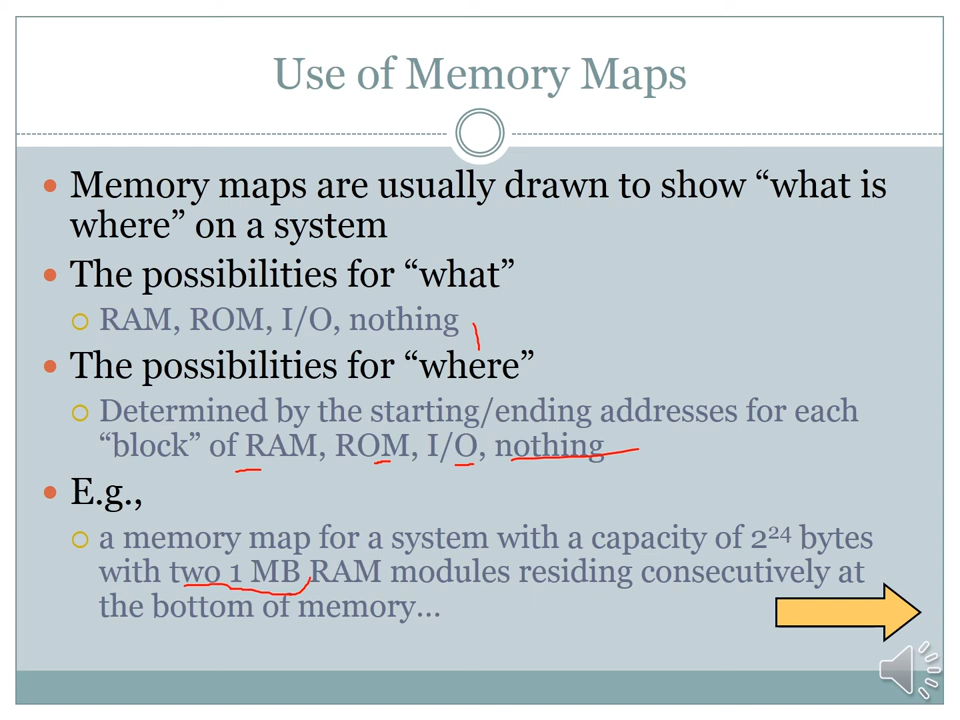 Use of Memory Maps
• Memory maps are usually drawn to show “what is
where” on a system
• The possibilities for “what”
○ RAM, ROM, I/O, nothing
• The possibilities for “where”
○ Determined by the starting/ending addresses for each
“block” of RAM, ROM, I/O, nothing
• E.g.,
○ a memory map for a system with a capacity of 2²⁴ bytes
with two 1 MB RAM modules residing consecutively at
the bottom of memory…